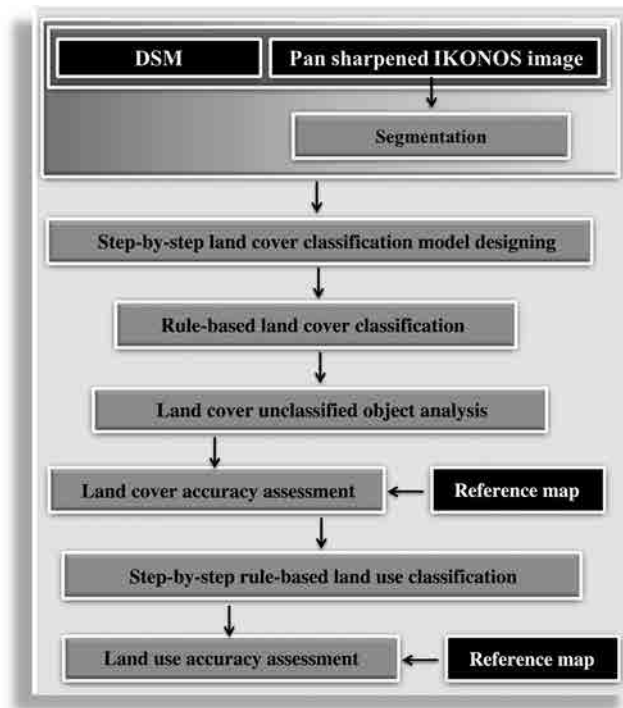 DSM
Pan sharpened IKONOS image
Segmentation
Step-by-step land cover classification model designing
Rule-based land cover classification
Land cover unclassified object analysis
Land cover accuracy assessment
Reference map
Step-by-step rule-based land use classification
Land use accuracy assessment
Reference map